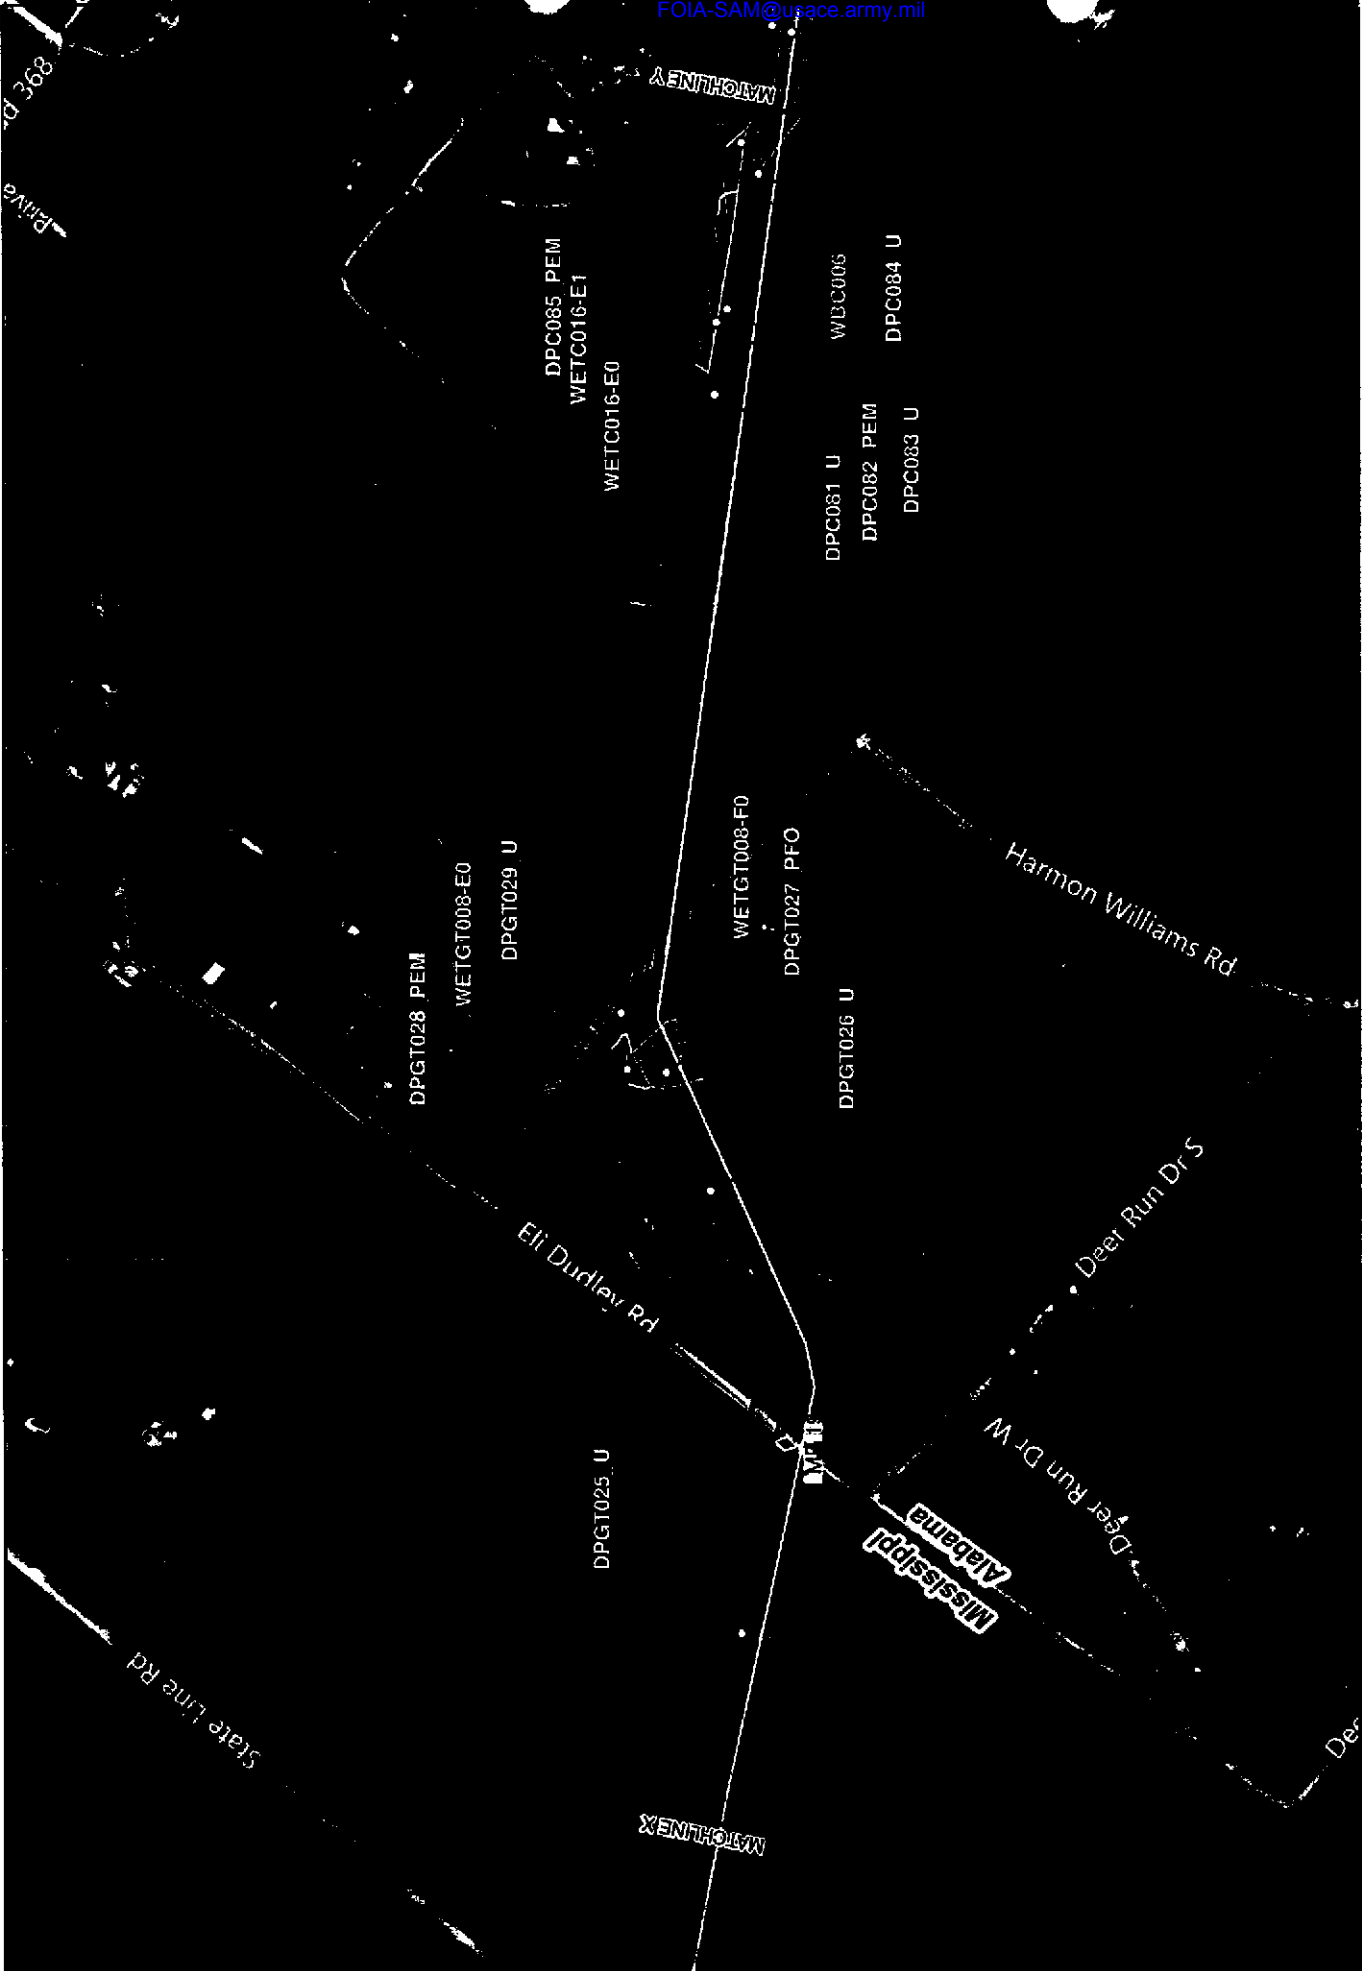 FOIA-SAM@usace.army.mil
d 368
MATCHLINE Y
DPC085 PEM
WETC016-E1
WETC016-E0
WBC006
DPC084 U
DPC081 U
DPC082 PEM
DPC083 U
WETGT008-F0
DPGT027 PFO
DPGT026 U
Harmon Williams Rd
DPGT028 PEM
WETGT008-E0
DPGT029 U
Eli Dudley Rd
Deer Run Dr S
Deer Run Dr W
DPGT025 U
Alabama
Mississippi
State Line Rd
MATCHLINE X